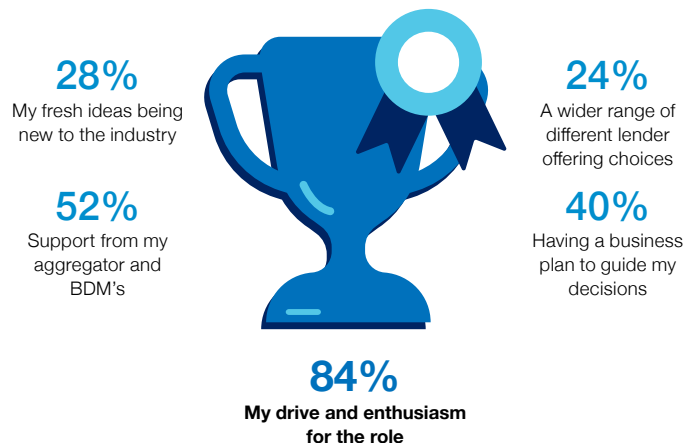 28%
My fresh ideas being
new to the industry
24%
A wider range of
different lender
offering choices
52%
Support from my
aggregator and
BDM’s
40%
Having a business
plan to guide my
decisions
84%
My drive and enthusiasm
for the role